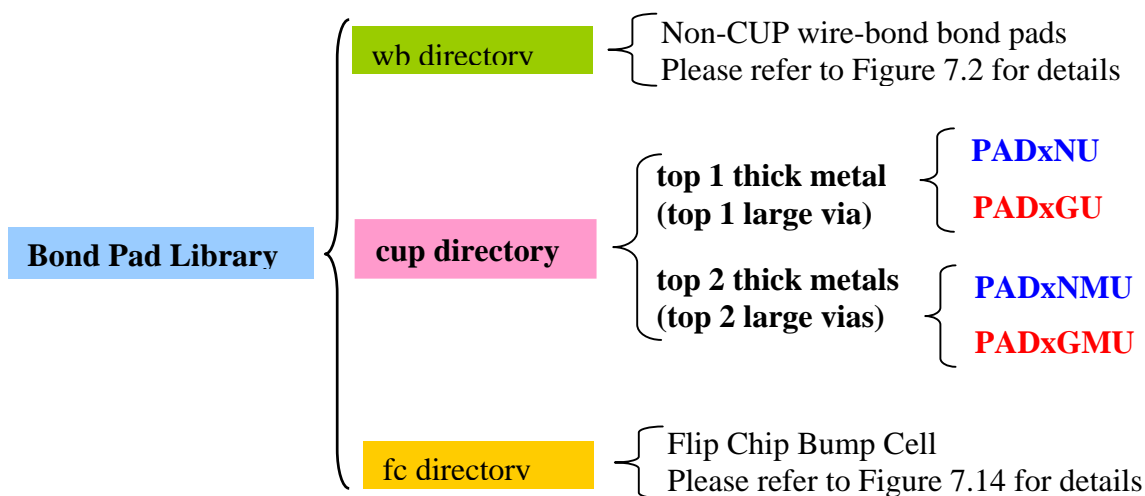 Bond Pad Library
wb directory
Non-CUP wire-bond bond pads
Please refer to Figure 7.2 for details
cup directory
top 1 thick metal
(top 1 large via)
PADxNU
PADxGU
top 2 thick metals
(top 2 large vias)
PADxNMU
PADxGMU
fc directory
Flip Chip Bump Cell
Please refer to Figure 7.14 for details